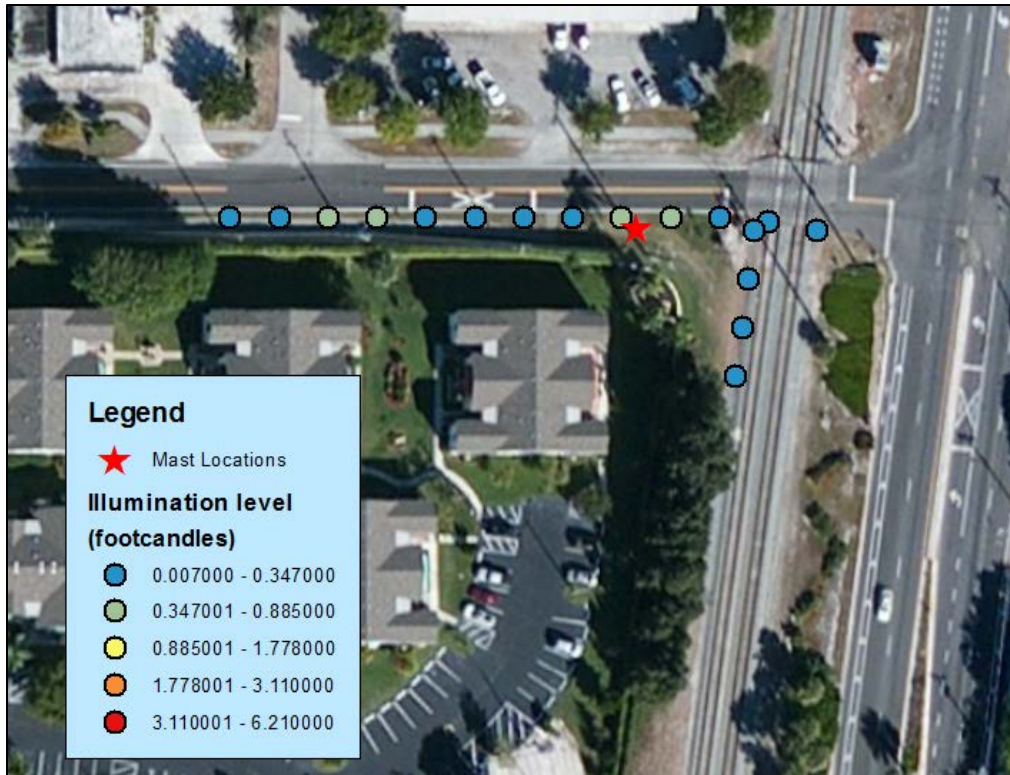 Legend
Mast Locations
Illumination level
(footcandles)
0.007000 - 0.347000
0.347001 - 0.885000
0.885001 - 1.778000
1.778001 - 3.110000
3.110001 - 6.210000